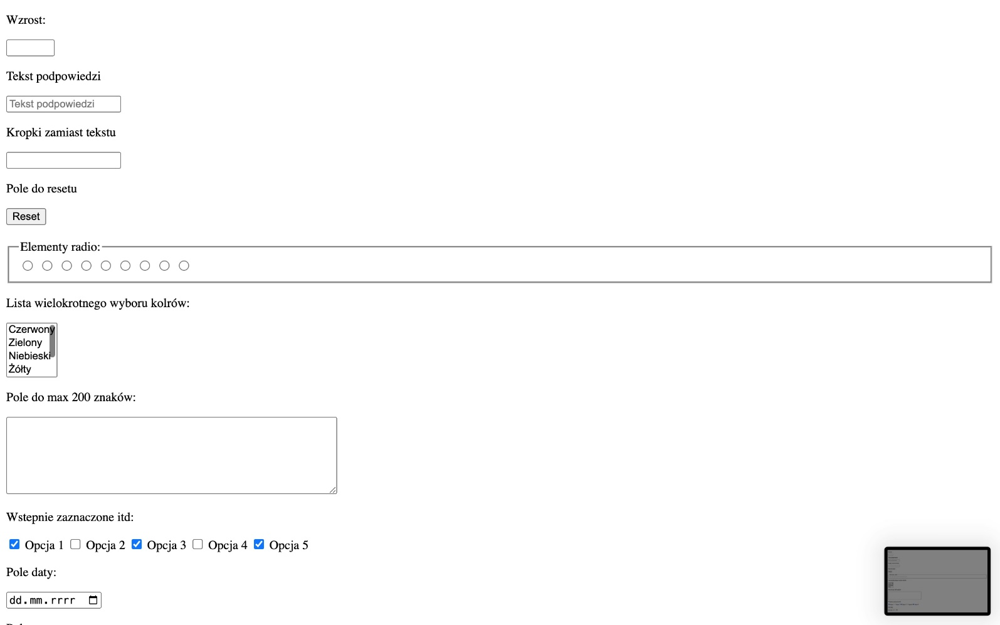 Wzrost:
Tekst podpowiedzi
Tekst podpowiedzi
Kropki zamiast tekstu
Pole do resetu
Reset
Elementy radio:
Lista wielokrotnego wyboru kolrów:
Czerwony
Zielony
Niebieski
Żółty
Pole do max 200 znaków:
Wstepnie zaznaczone itd:
Opcja 1 Opcja 2 Opcja 3 Opcja 4 Opcja 5
Pole daty:
dd.mm.rrrr